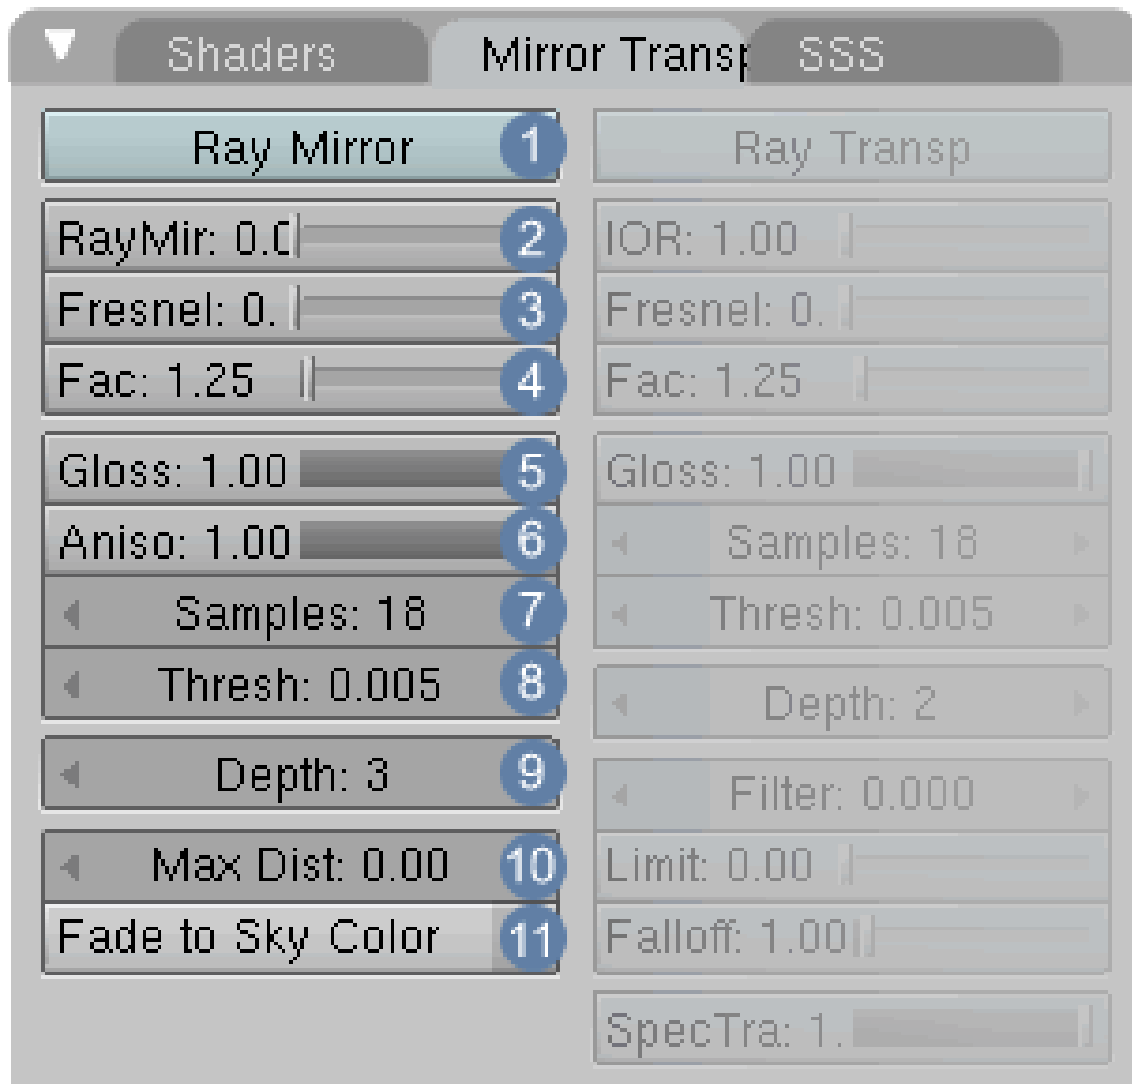 Shaders
Mirror Transp
SSS
Ray Mirror 1
RayMir: 0.0 2
Fresnel: 0. 3
Fac: 1.25 4
Gloss: 1.00 5
Aniso: 1.00 6
Samples: 18 7
Thresh: 0.005 8
Depth: 3 9
Max Dist: 0.00 10
Fade to Sky Color 11
Ray Transp
IOR: 1.00
Fresnel: 0.
Fac: 1.25
Gloss: 1.00
Samples: 18
Thresh: 0.005
Depth: 2
Filter: 0.000
Limit: 0.00
Falloff: 1.00
SpecTra: 1.